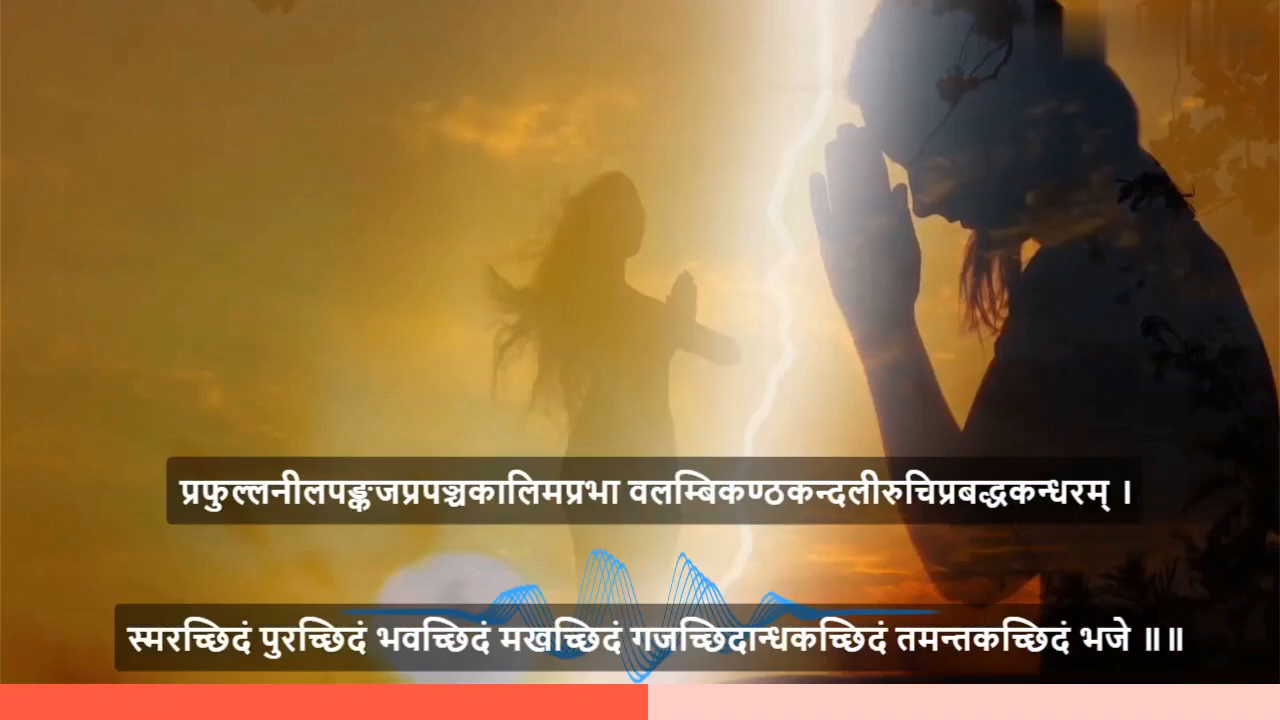 प्रफुल्लनीलपङ्कजप्रपञ्चकालिमप्रभा वलम्बिकण्ठकन्दलीरुचिप्रबद्धकन्धरम् ।
स्मरच्छिदं पुरच्छिदं भवच्छिदं मखच्छिदं गजच्छिदान्धकच्छिदं तमन्तकच्छिदं भजे ॥॥